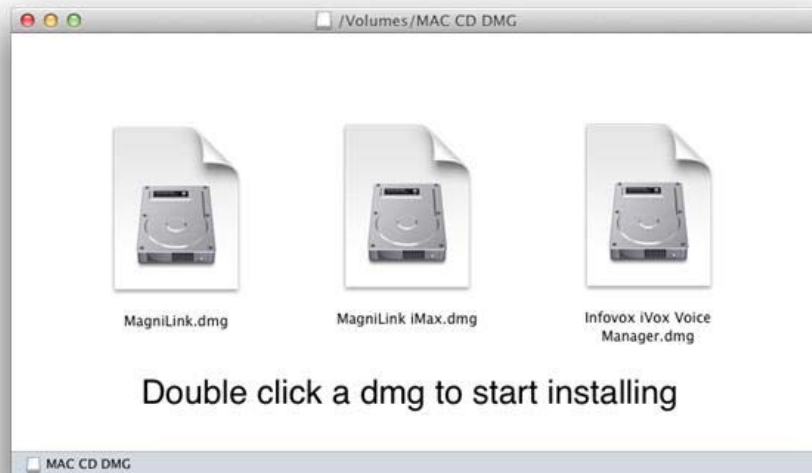 /Volumes/MAC CD DMG
MagniLink.dmg
MagniLink iMax.dmg
Infovox iVox Voice
Manager.dmg
Double click a dmg to start installing
MAC CD DMG